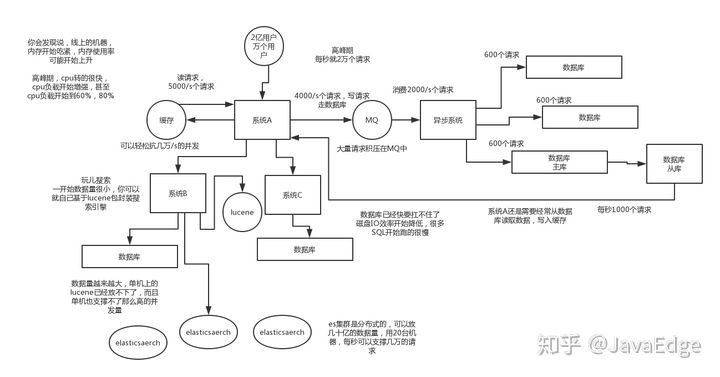 你会发现说，线上的机器，
内存开始吃紧，内存使用率
可能开始上升
高峰期，cpu转的很快，
cpu负载开始增强，甚至
cpu负载开始到60%，80%
2亿用户
万个用
户
高峰期
每秒就2万个请求
读请求，
5000/s个请求
4000/s个请求，写请求
走数据库
消费2000/s个请求
600个请求
数据库
缓存
系统A
MQ
异步系统
600个请求
数据库
可以轻松抗几万/s的并发
大量请求积压在MQ中
600个请求
数据库
主库
数据库
从库
玩儿搜索
一开始数据量很小，你可以
就自己基于lucene包封装搜
索引擎
系统B
lucene
系统C
数据库已经快要扛不住了
磁盘IO效率开始降低，很多
SQL开始跑的很慢
系统A还是需要经常从数据
库读取数据，写入缓存
每秒1000个请求
数据库
数据库
数据量越来越大，单机上的
lucene已经放不下了，而且
单机也支撑不了那么高的并
发量
elasticsaerch
elasticsaerch
elasticsaerch
es集群是分布式的，可以放
几十亿的数据量，用20台机
器，每秒可以支撑几万的请
求
知乎 @JavaEdge